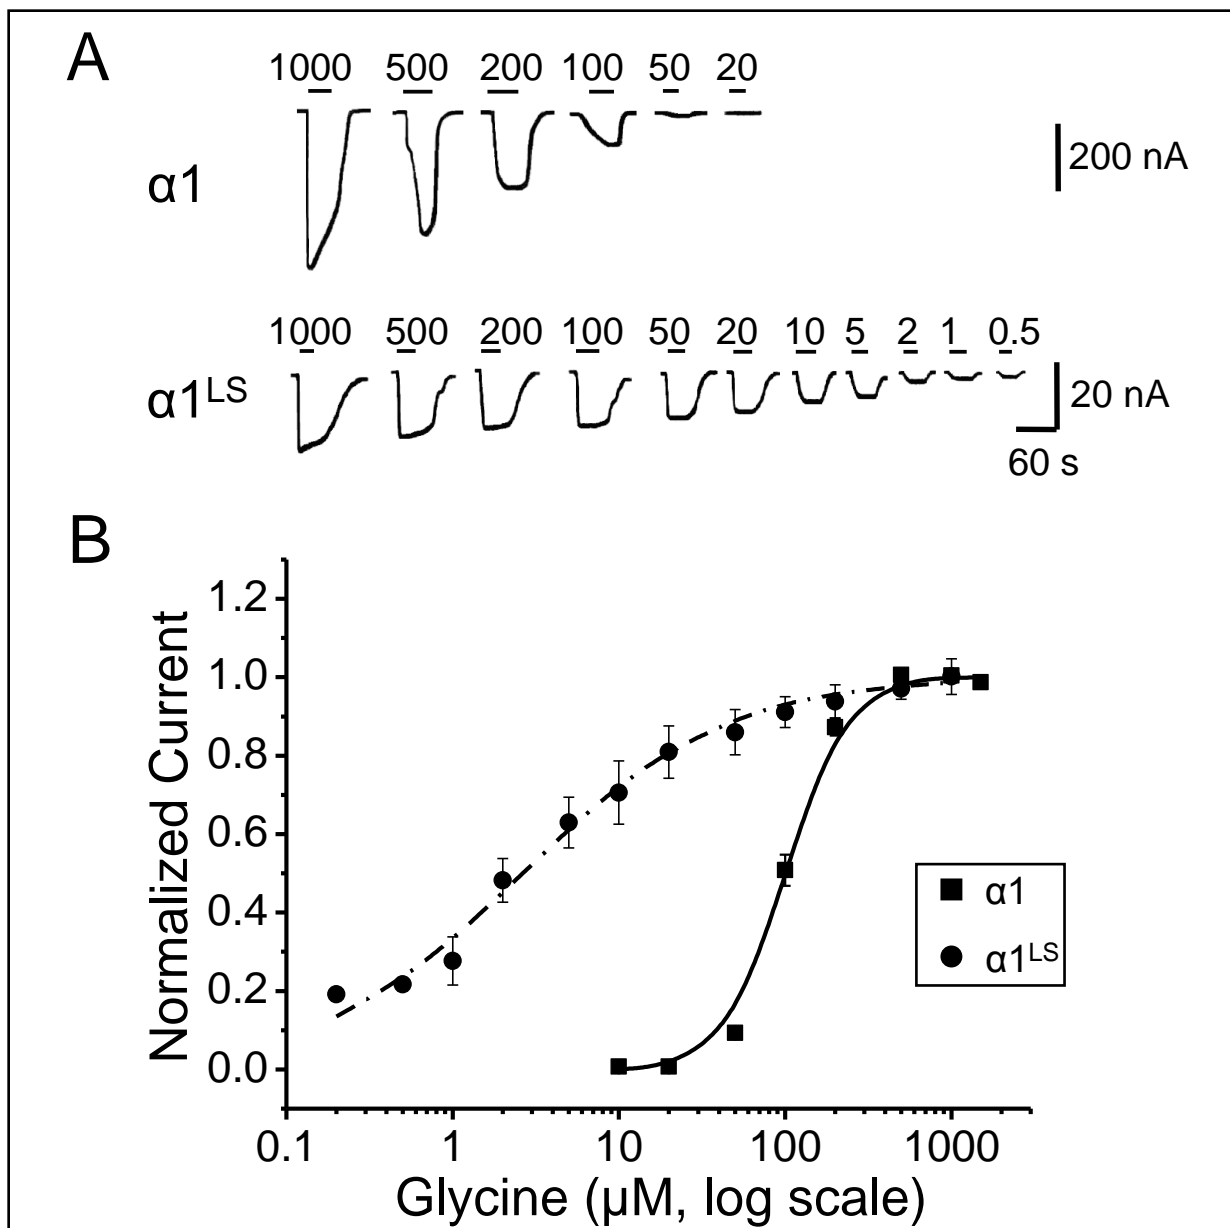 A
1000 500 200 100 50 20
α1
200 nA
1000 500 200 100 50 20 10 5 2 1 0.5
α1LS
20 nA
60 s
B
Normalized Current
1.2
1.0
0.8
0.6
0.4
0.2
0.0
α1
α1LS
0.1 1 10 100 1000
Glycine (µM, log scale)